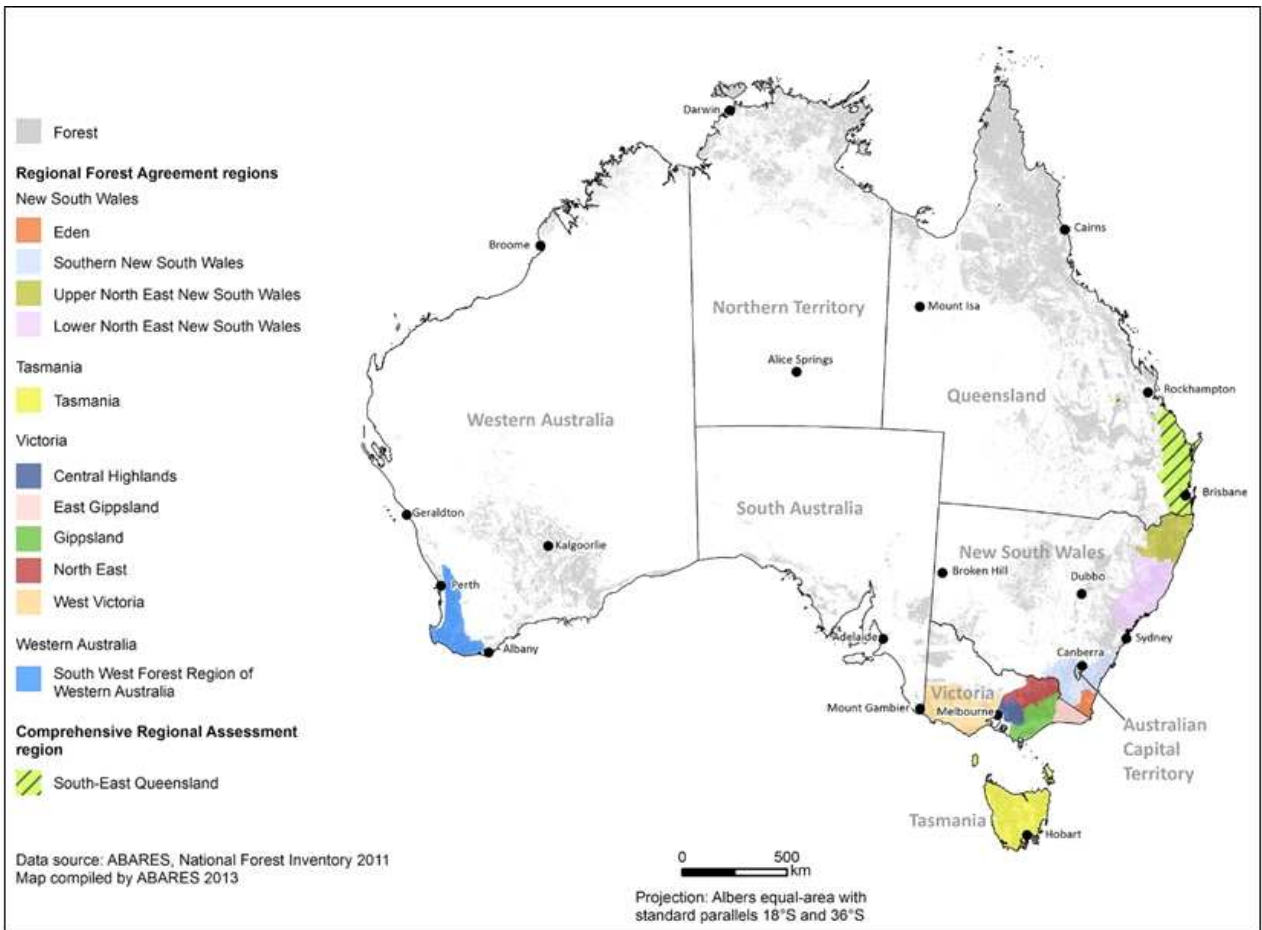 Forest
Regional Forest Agreement regions
New South Wales
Eden
Southern New South Wales
Upper North East New South Wales
Lower North East New South Wales
Tasmania
Tasmania
Victoria
Central Highlands
East Gippsland
Gippsland
North East
West Victoria
Western Australia
South West Forest Region of
Western Australia
Comprehensive Regional Assessment
region
South-East Queensland
Data source: ABARES, National Forest Inventory 2011
Map compiled by ABARES 2013
Darwin
Cairns
Broome
Mount Isa
Northern Territory
Alice Springs
Rockhampton
Queensland
Western Australia
Brisbane
South Australia
Geraldton
Kalgoorlie
New South Wales
Broken Hill
Dubbo
Perth
Adelaide
Sydney
Albany
Canberra
Victoria
Mount Gambier
Melbourne
Australian
Capital
Territory
Tasmania
Hobart
0 500
km
Projection: Albers equal-area with
standard parallels 18°S and 36°S